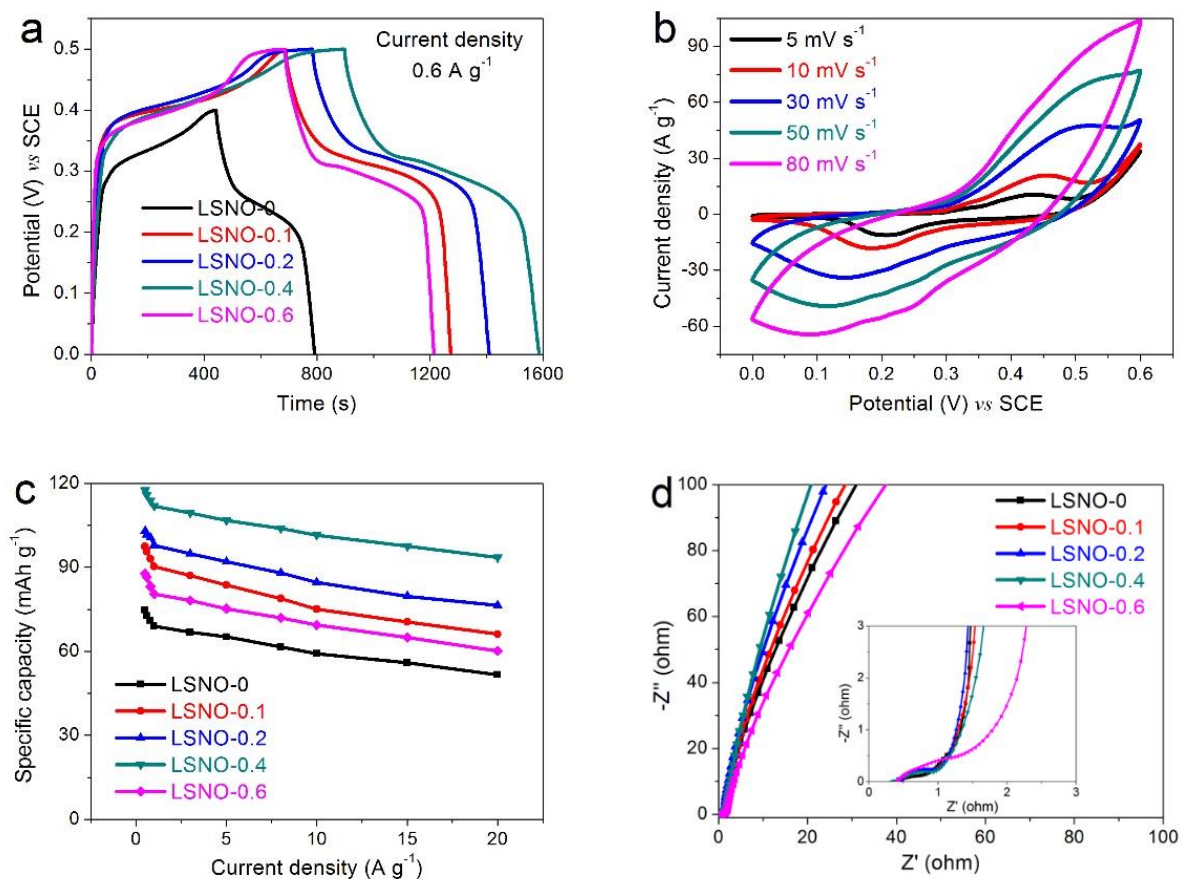 a
Current density
0.6 A g⁻¹
Potential (V) vs SCE
0.5
0.4
0.3
0.2
0.1
0.0
LSNO-0
LSNO-0.1
LSNO-0.2
LSNO-0.4
LSNO-0.6
0 400 800 1200 1600
Time (s)
b
5 mV s⁻¹
10 mV s⁻¹
30 mV s⁻¹
50 mV s⁻¹
80 mV s⁻¹
Current density (A g⁻¹)
90
60
30
0
-30
-60
0.0 0.1 0.2 0.3 0.4 0.5 0.6
Potential (V) vs SCE
c
Specific capacity (mAh g⁻¹)
120
90
60
30
0
LSNO-0
LSNO-0.1
LSNO-0.2
LSNO-0.4
LSNO-0.6
0 5 10 15 20
Current density (A g⁻¹)
d
-Z" (ohm)
100
80
60
40
20
0
LSNO-0
LSNO-0.1
LSNO-0.2
LSNO-0.4
LSNO-0.6
-Z" (ohm)
3
2
1
0
0 1 2 3
Z' (ohm)
0 20 40 60 80 100
Z' (ohm)